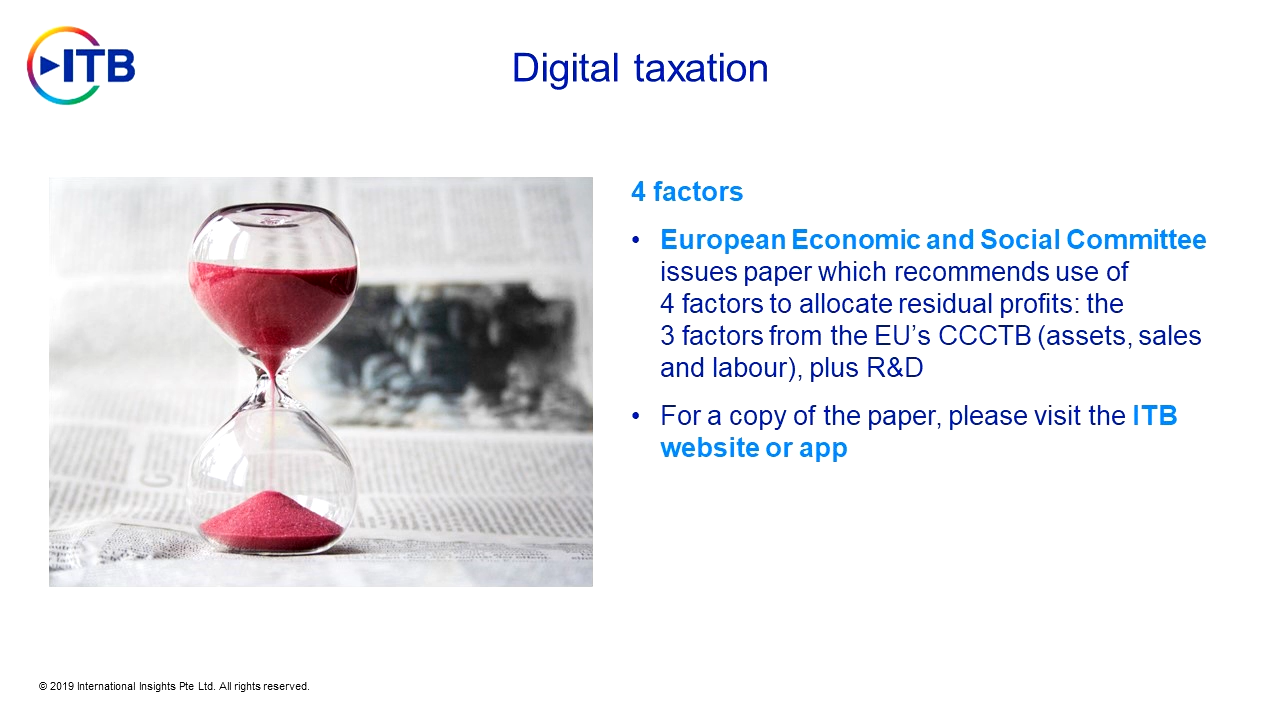 ITB
Digital taxation
4 factors
• European Economic and Social Committee
issues paper which recommends use of
4 factors to allocate residual profits: the
3 factors from the EU’s CCCTB (assets, sales
and labour), plus R&D
• For a copy of the paper, please visit the ITB
website or app
© 2019 International Insights Pte Ltd. All rights reserved.